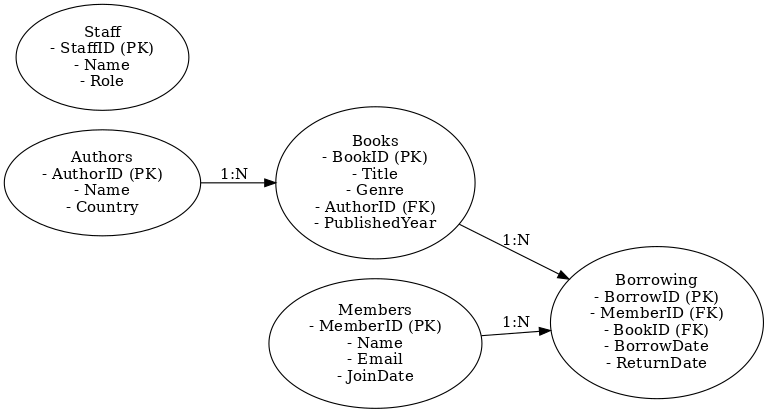 Staff
- StaffID (PK)
- Name
- Role
Authors
- AuthorID (PK)
- Name
- Country
1:N
Books
- BookID (PK)
- Title
- Genre
- AuthorID (FK)
- PublishedYear
1:N
Members
- MemberID (PK)
- Name
- Email
- JoinDate
1:N
Borrowing
- BorrowID (PK)
- MemberID (FK)
- BookID (FK)
- BorrowDate
- ReturnDate